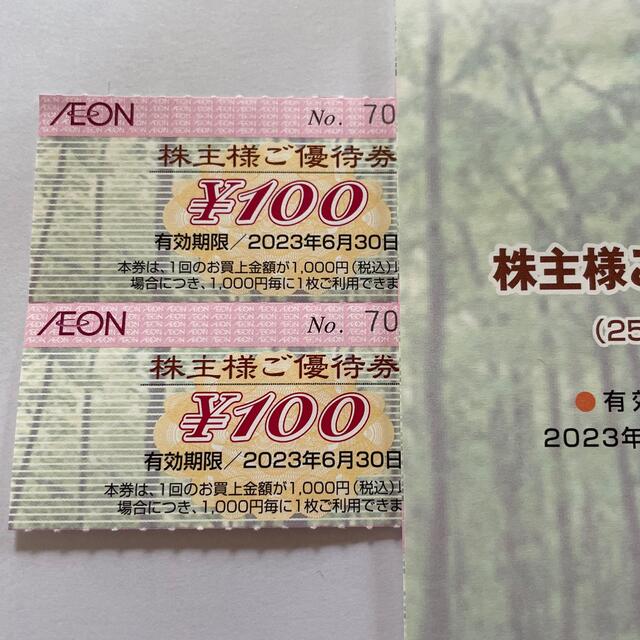 ÆON No. 70
株主様ご優待券
¥100
有効期限/2023年6月30日
本券は、1回のお買上金額が1,000円(税込)
場合につき、1,000円毎に1枚ご利用できま
ÆON No. 70
株主様ご優待券
¥100
有効期限/2023年6月30日
本券は、1回のお買上金額が1,000円(税込)
場合につき、1,000円毎に1枚ご利用できま
株主様ご
(25
●有効
2023年